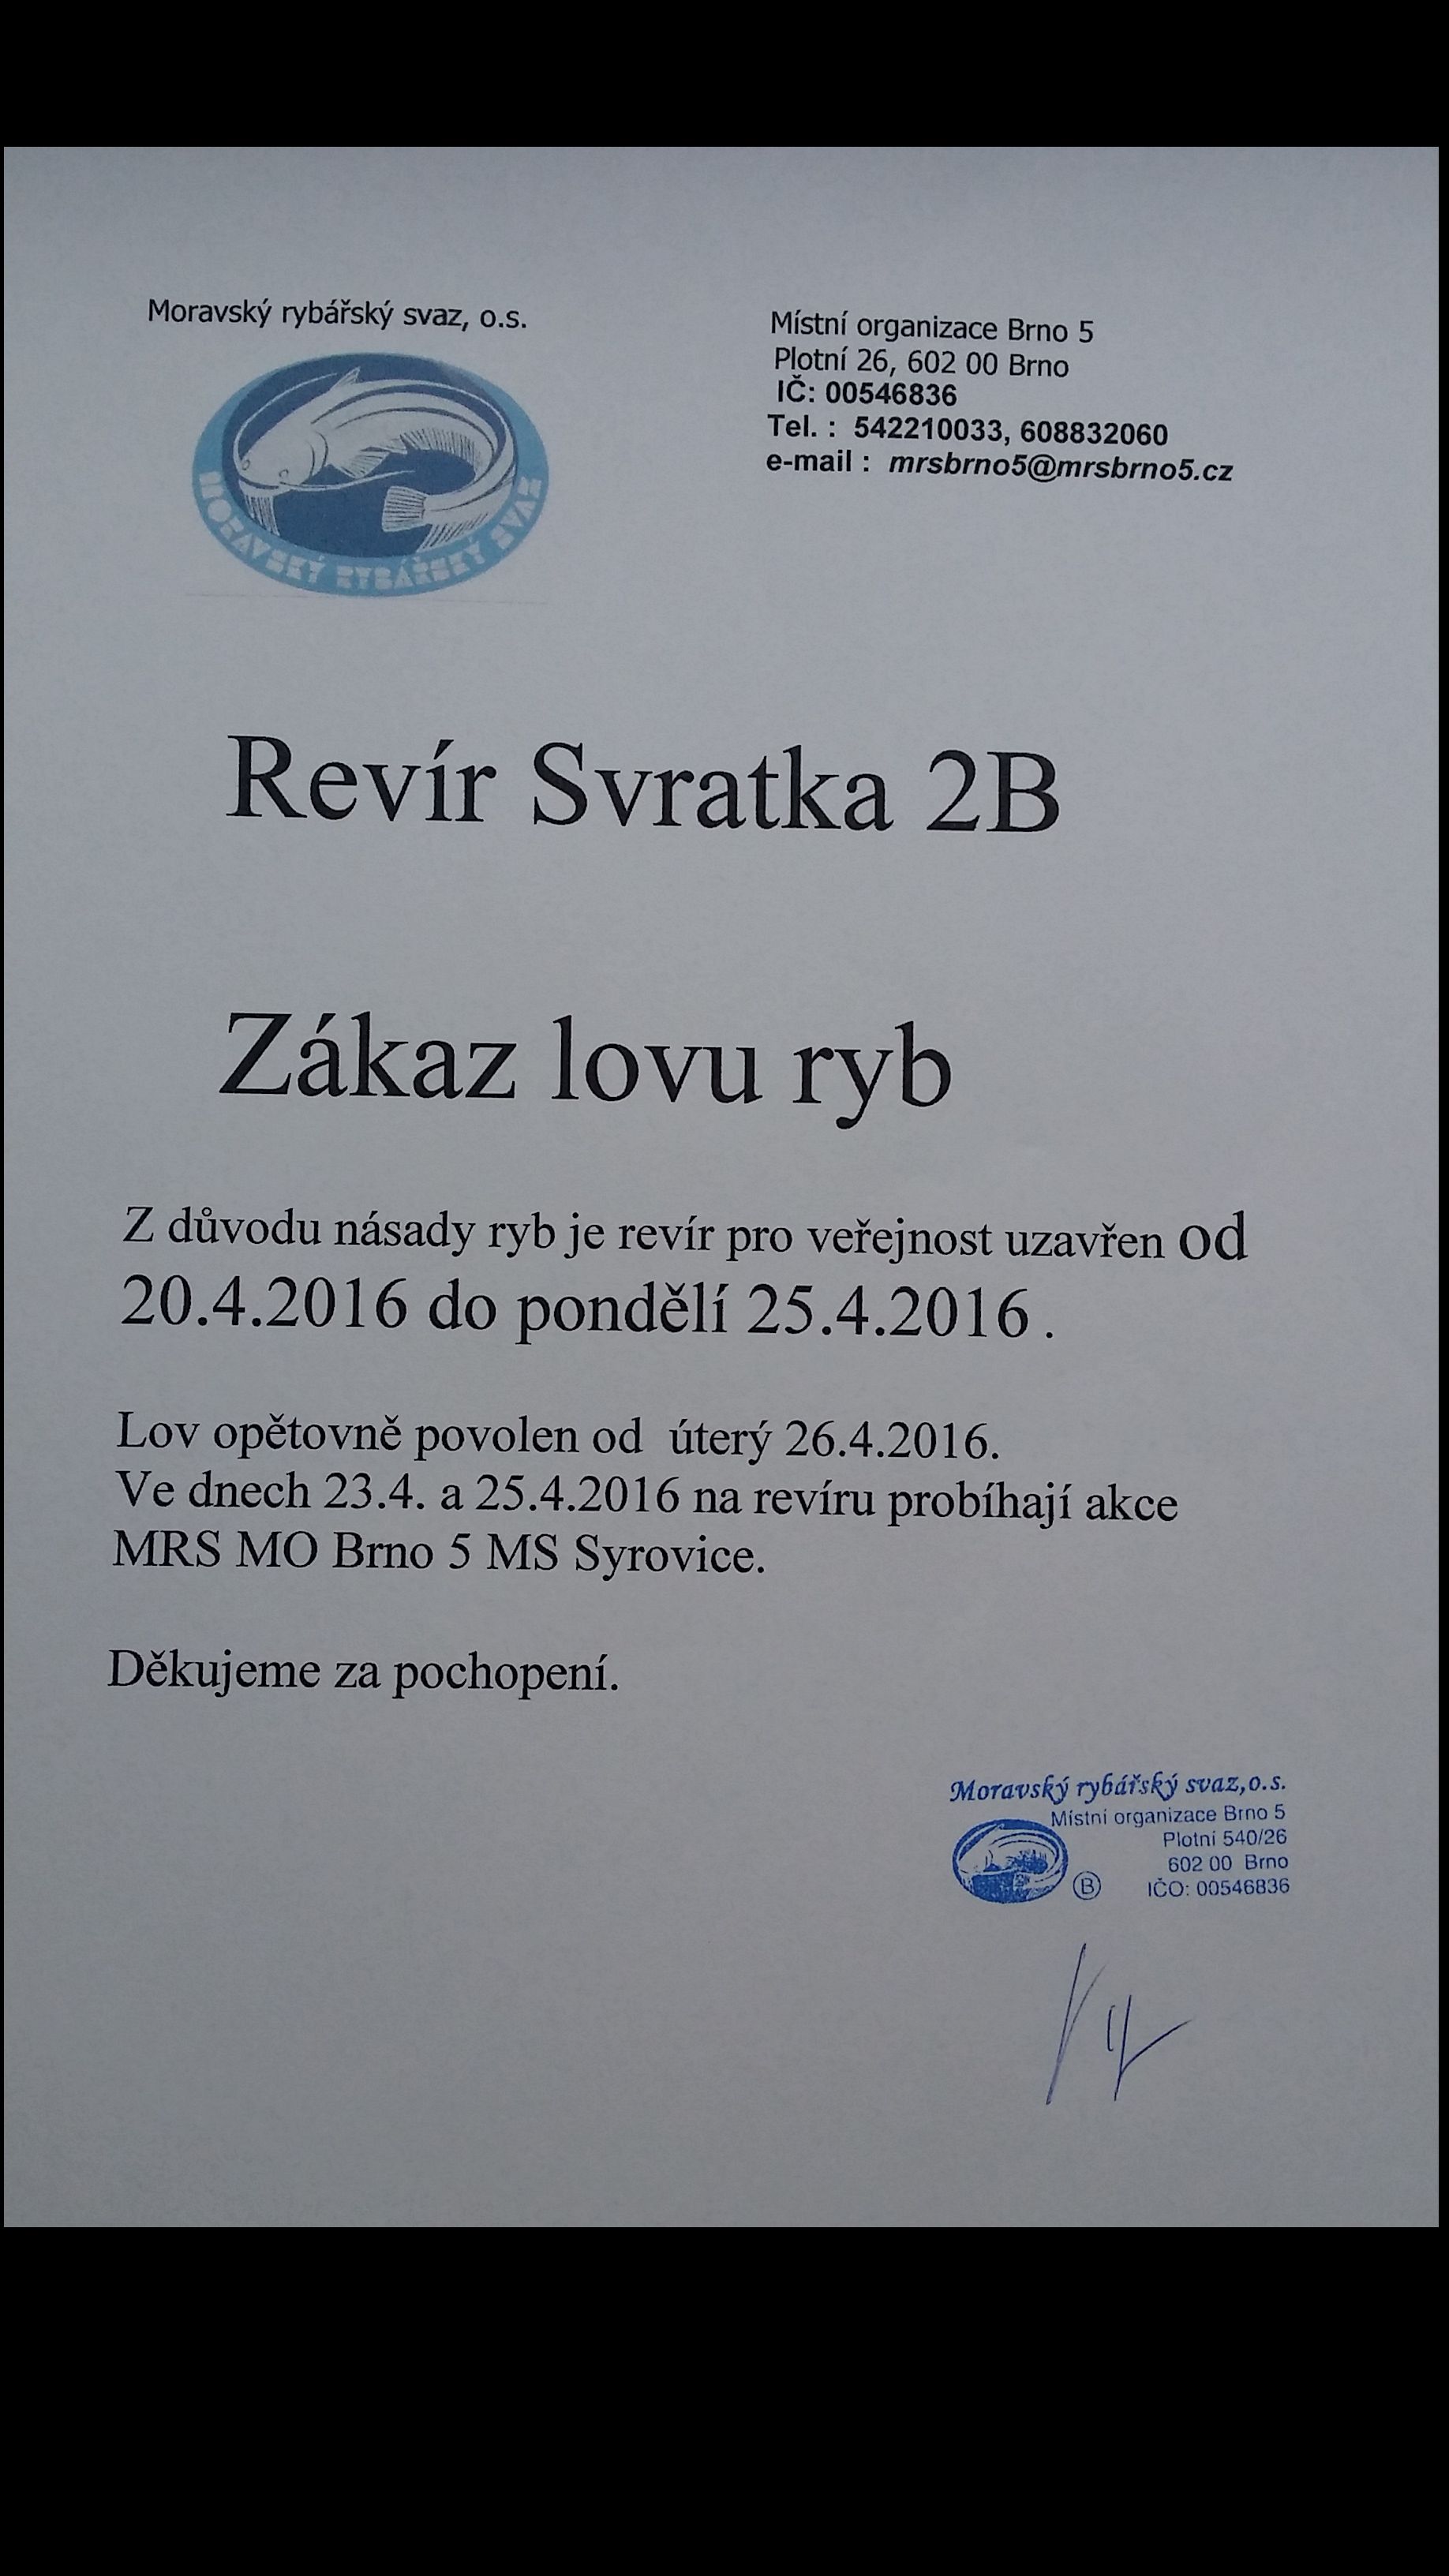 Moravský rybářský svaz, o.s.
MORAVSKÝ RYBÁŘSKÝ SVAZ
Místní organizace Brno 5
Plotní 26, 602 00 Brno
IČ: 00546836
Tel. : 542210033, 608832060
e-mail : mrsbrno5@mrsbrno5.cz
Revír Svratka 2B
Zákaz lovu ryb
Z důvodu násady ryb je revír pro veřejnost uzavřen od
20.4.2016 do pondělí 25.4.2016 .
Lov opětovně povolen od úterý 26.4.2016.
Ve dnech 23.4. a 25.4.2016 na revíru probíhají akce
MRS MO Brno 5 MS Syrovice.
Děkujeme za pochopení.
Moravský rybářský svaz,o.s.
Místní organizace Brno 5
Plotní 540/26
602 00 Brno
B IČO: 00546836